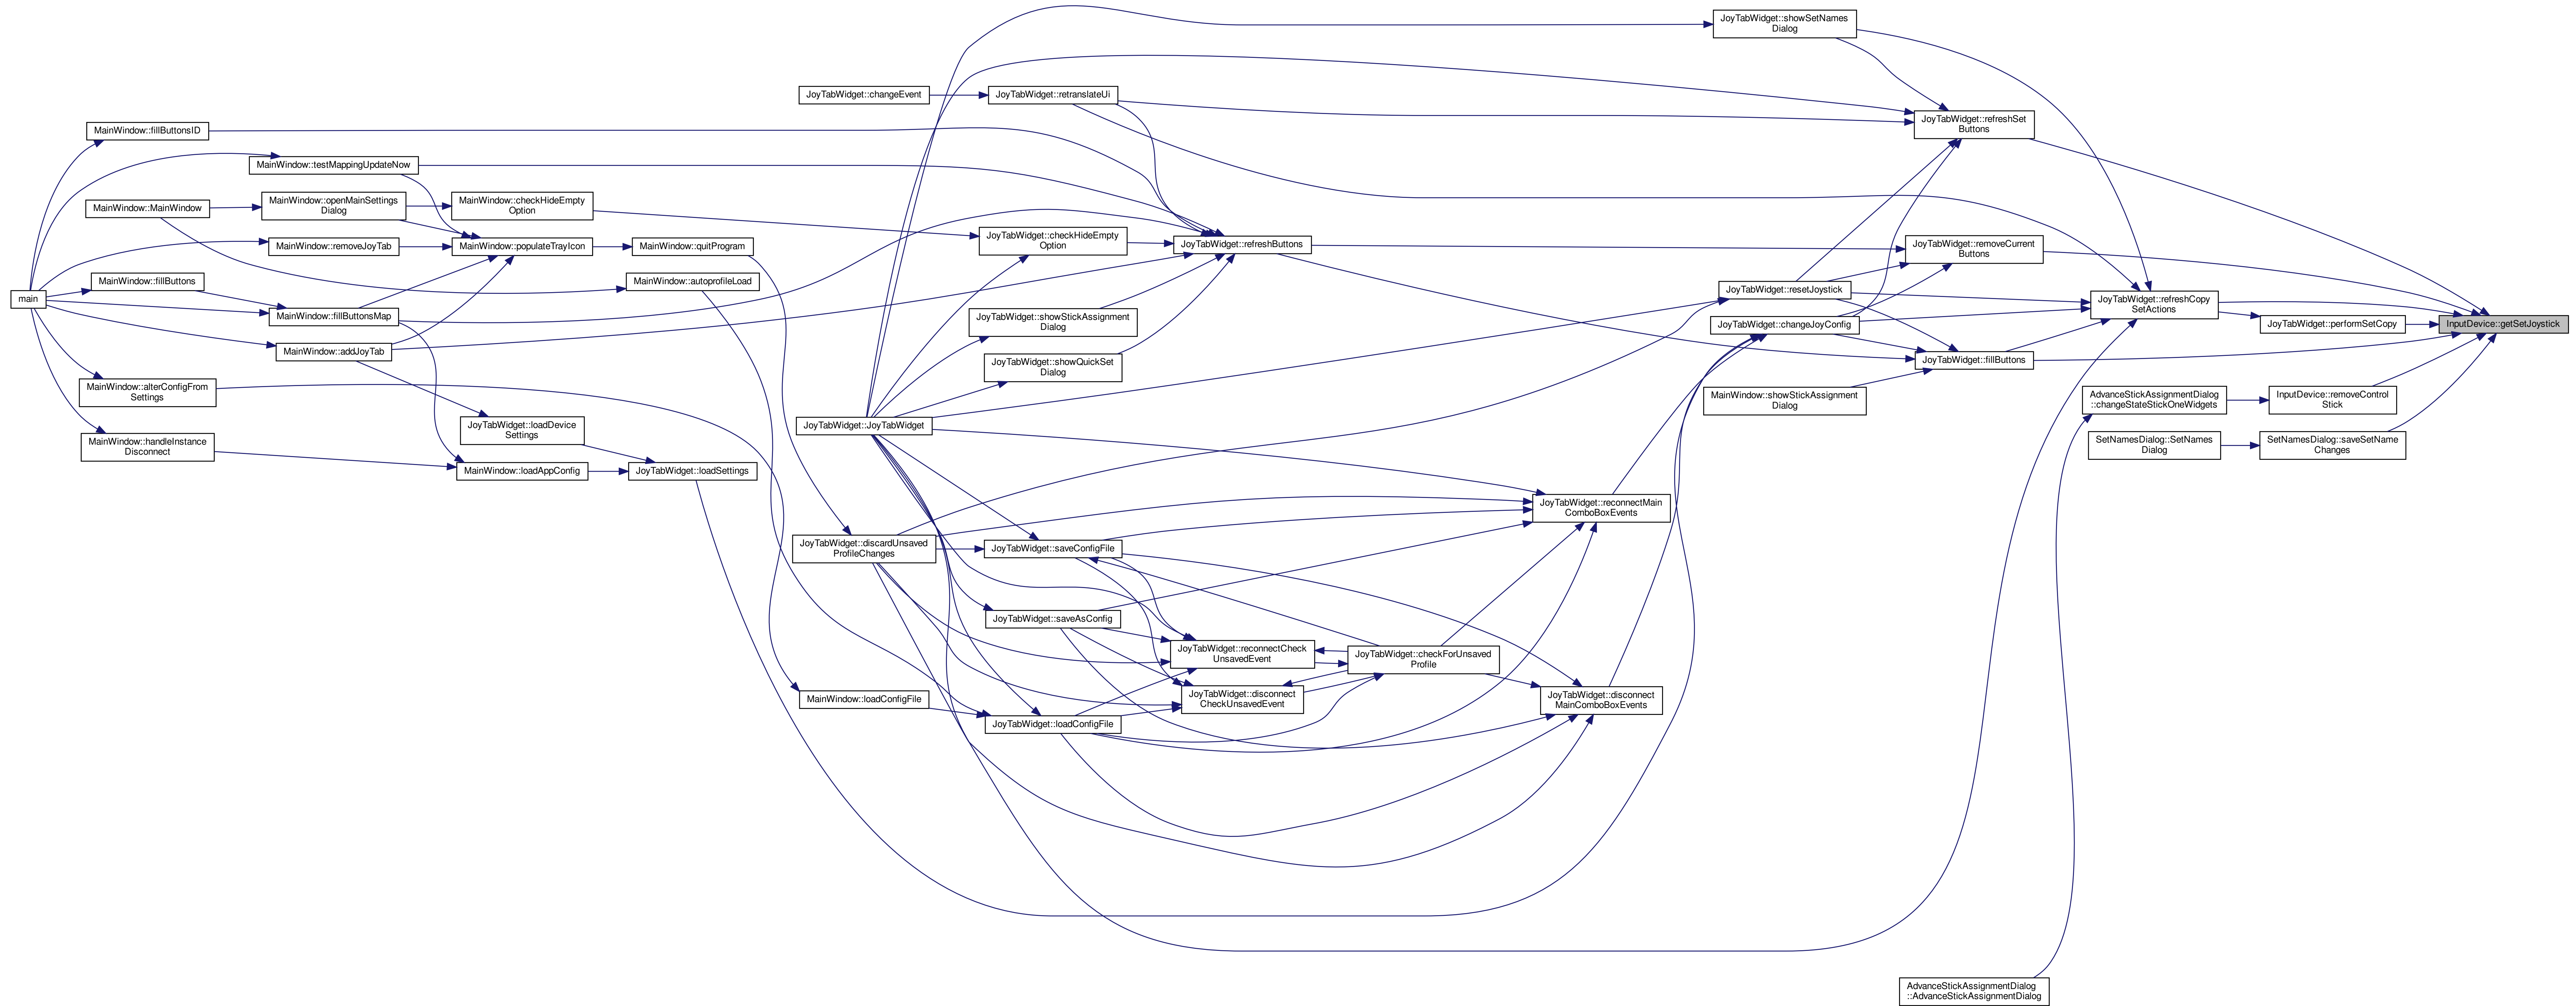 JoyTabWidget::showSetNames
Dialog
JoyTabWidget::changeEvent
JoyTabWidget::retranslateUi
JoyTabWidget::refreshSet
Buttons
MainWindow::fillButtonsID
MainWindow::testMappingUpdateNow
MainWindow::MainWindow
MainWindow::openMainSettings
Dialog
MainWindow::checkHideEmpty
Option
MainWindow::removeJoyTab
MainWindow::populateTrayIcon
MainWindow::quitProgram
JoyTabWidget::checkHideEmpty
Option
JoyTabWidget::refreshButtons
JoyTabWidget::removeCurrent
Buttons
MainWindow::fillButtons
MainWindow::autoprofileLoad
JoyTabWidget::resetJoystick
main
MainWindow::fillButtonsMap
JoyTabWidget::showStickAssignment
Dialog
JoyTabWidget::changeJoyConfig
JoyTabWidget::refreshCopy
SetActions
JoyTabWidget::performSetCopy
InputDevice::getSetJoystick
MainWindow::addJoyTab
JoyTabWidget::showQuickSet
Dialog
JoyTabWidget::fillButtons
MainWindow::alterConfigFrom
Settings
MainWindow::showStickAssignment
Dialog
AdvanceStickAssignmentDialog
::changeStateStickOneWidgets
InputDevice::removeControl
Stick
JoyTabWidget::loadDevice
Settings
JoyTabWidget::JoyTabWidget
MainWindow::handleInstance
Disconnect
SetNamesDialog::SetNames
Dialog
SetNamesDialog::saveSetName
Changes
MainWindow::loadAppConfig
JoyTabWidget::loadSettings
JoyTabWidget::reconnectMain
ComboBoxEvents
JoyTabWidget::discardUnsaved
ProfileChanges
JoyTabWidget::saveConfigFile
JoyTabWidget::saveAsConfig
JoyTabWidget::reconnectCheck
UnsavedEvent
JoyTabWidget::checkForUnsaved
Profile
MainWindow::loadConfigFile
JoyTabWidget::disconnect
CheckUnsavedEvent
JoyTabWidget::disconnect
MainComboBoxEvents
JoyTabWidget::loadConfigFile
AdvanceStickAssignmentDialog
::AdvanceStickAssignmentDialog